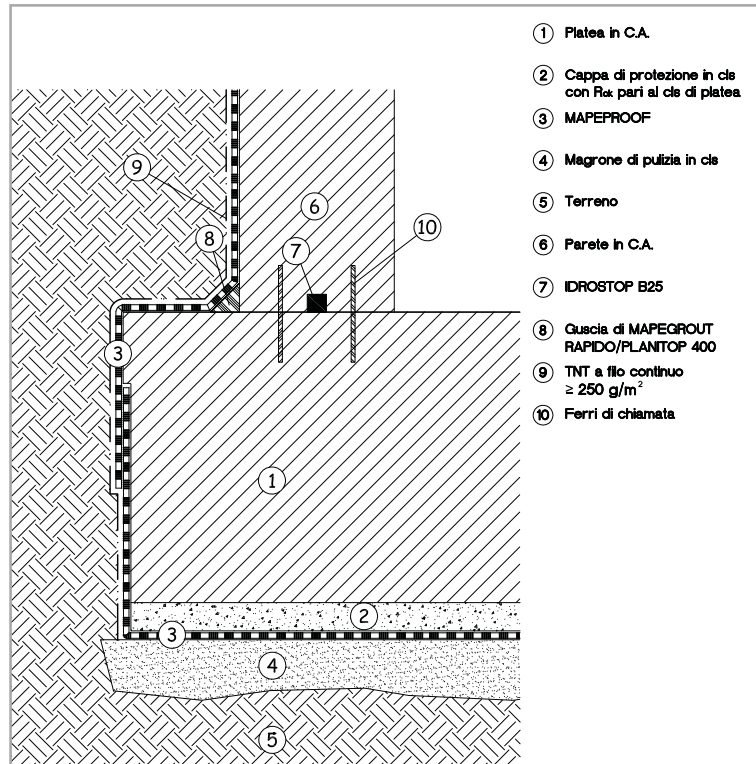 1 Platea in C.A.
2 Cappa di protezione in cls
con Rck pari al cls di platea
3 MAPEPROOF
4 Magrone di pulizia in cls
5 Terreno
6 Parete in C.A.
7 IDROSTOP B25
8 Guscia di MAPEGROUT
RAPIDO/PLANITOP 400
9 TNT a filo continuo
≥ 250 g/m²
10 Ferri di chiamata
9
6
8
7
10
3
1
2
3
4
5